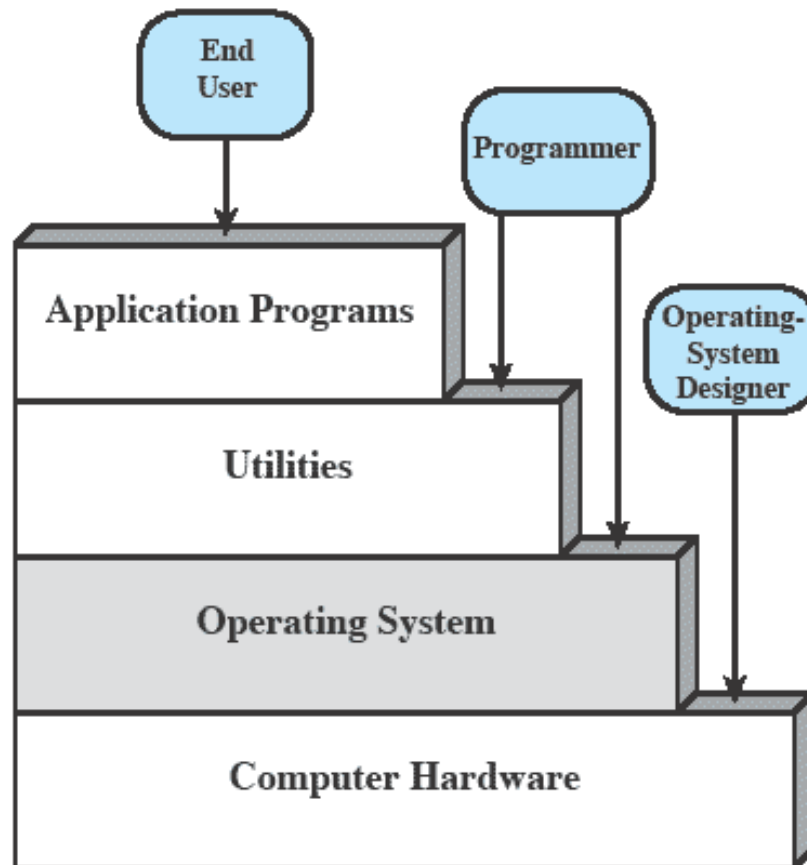 End
User
Programmer
Operating-
System
Designer
Application Programs
Utilities
Operating System
Computer Hardware